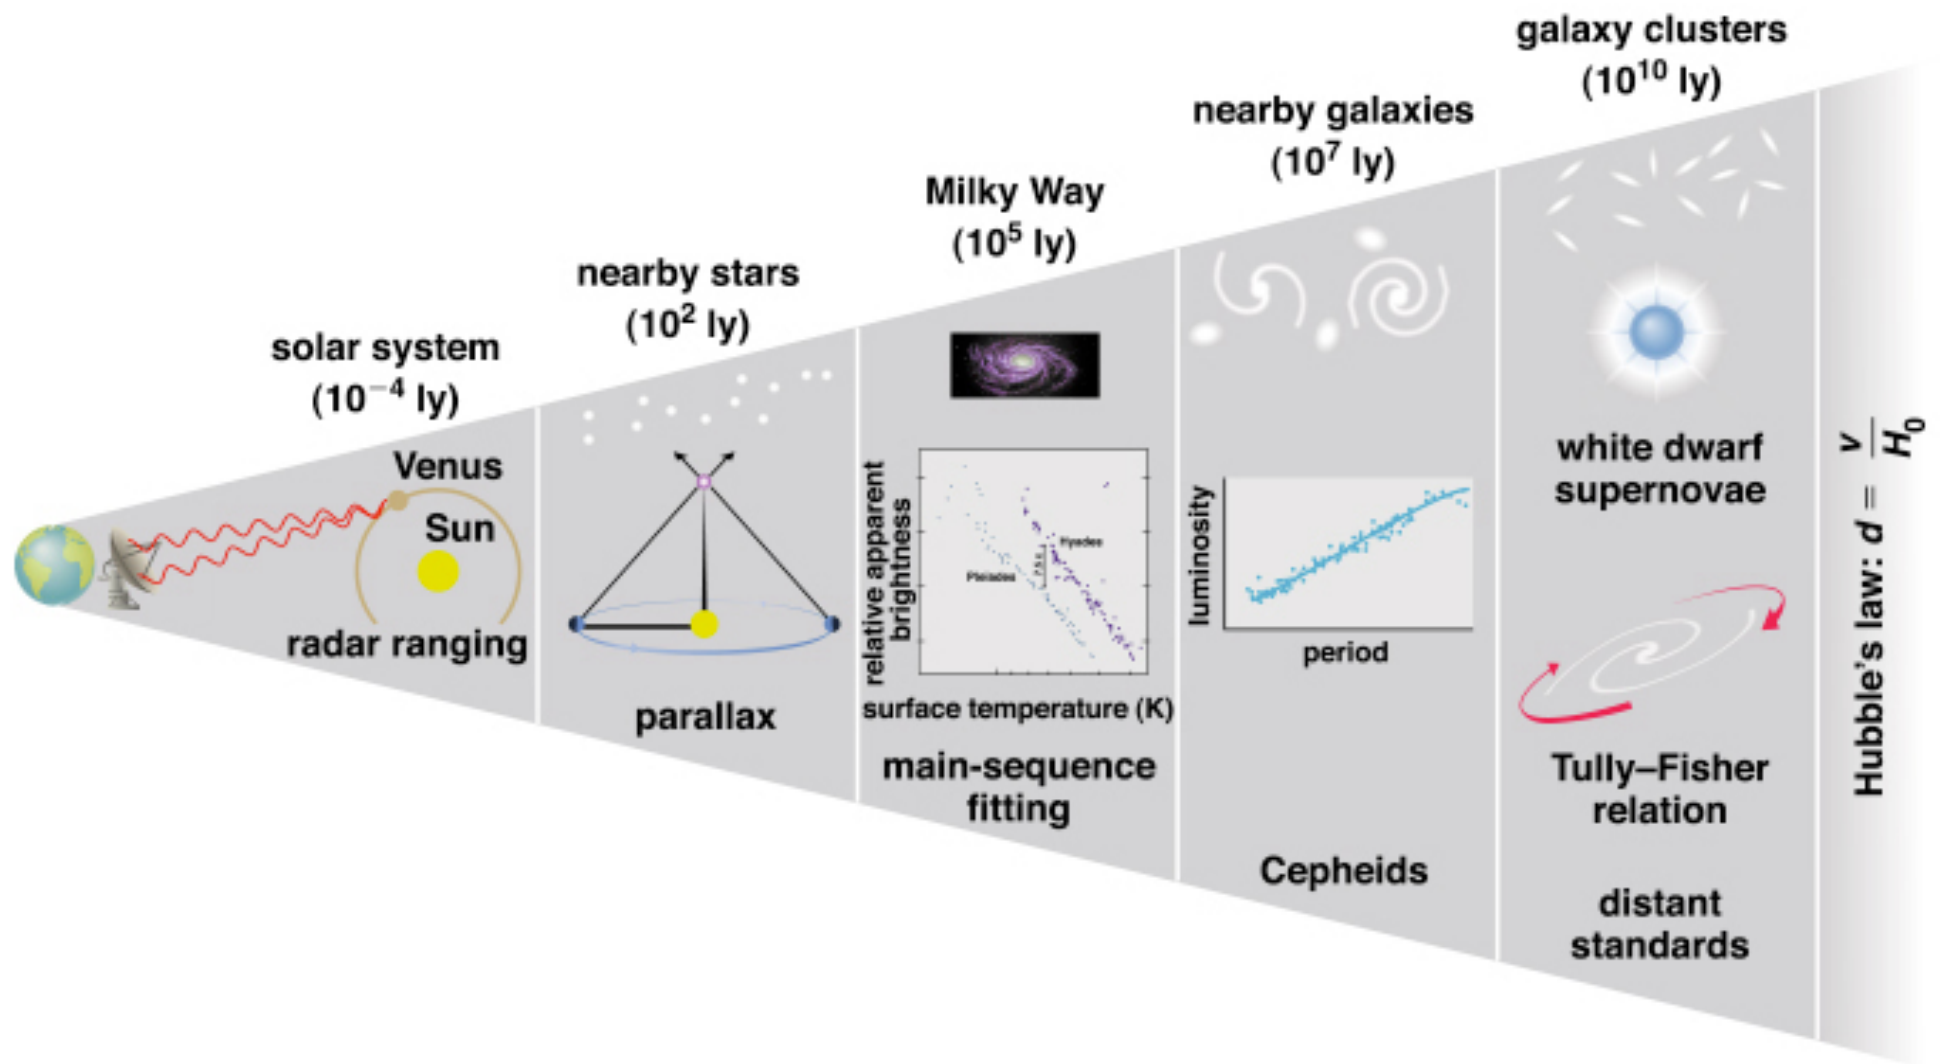 solar system
(10⁻⁴ ly)
Venus
Sun
radar ranging
nearby stars
(10² ly)
parallax
Milky Way
(10⁵ ly)
relative apparent
brightness
Hyades
Pleiades
surface temperature (K)
main-sequence
fitting
nearby galaxies
(10⁷ ly)
luminosity
period
Cepheids
galaxy clusters
(10¹⁰ ly)
white dwarf
supernovae
Tully–Fisher
relation
distant
standards
Hubble's law: d = v/H₀